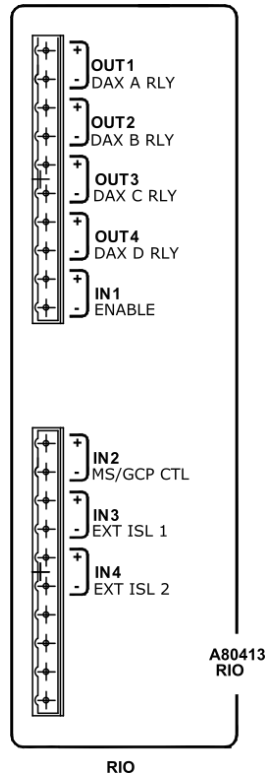 +
OUT1
-
DAX A RLY
+
OUT2
-
DAX B RLY
+
OUT3
-
DAX C RLY
+
OUT4
-
DAX D RLY
+
IN1
-
ENABLE
+
IN2
-
MS/GCP CTL
+
IN3
-
EXT ISL 1
+
IN4
-
EXT ISL 2
A80413
RIO
RIO